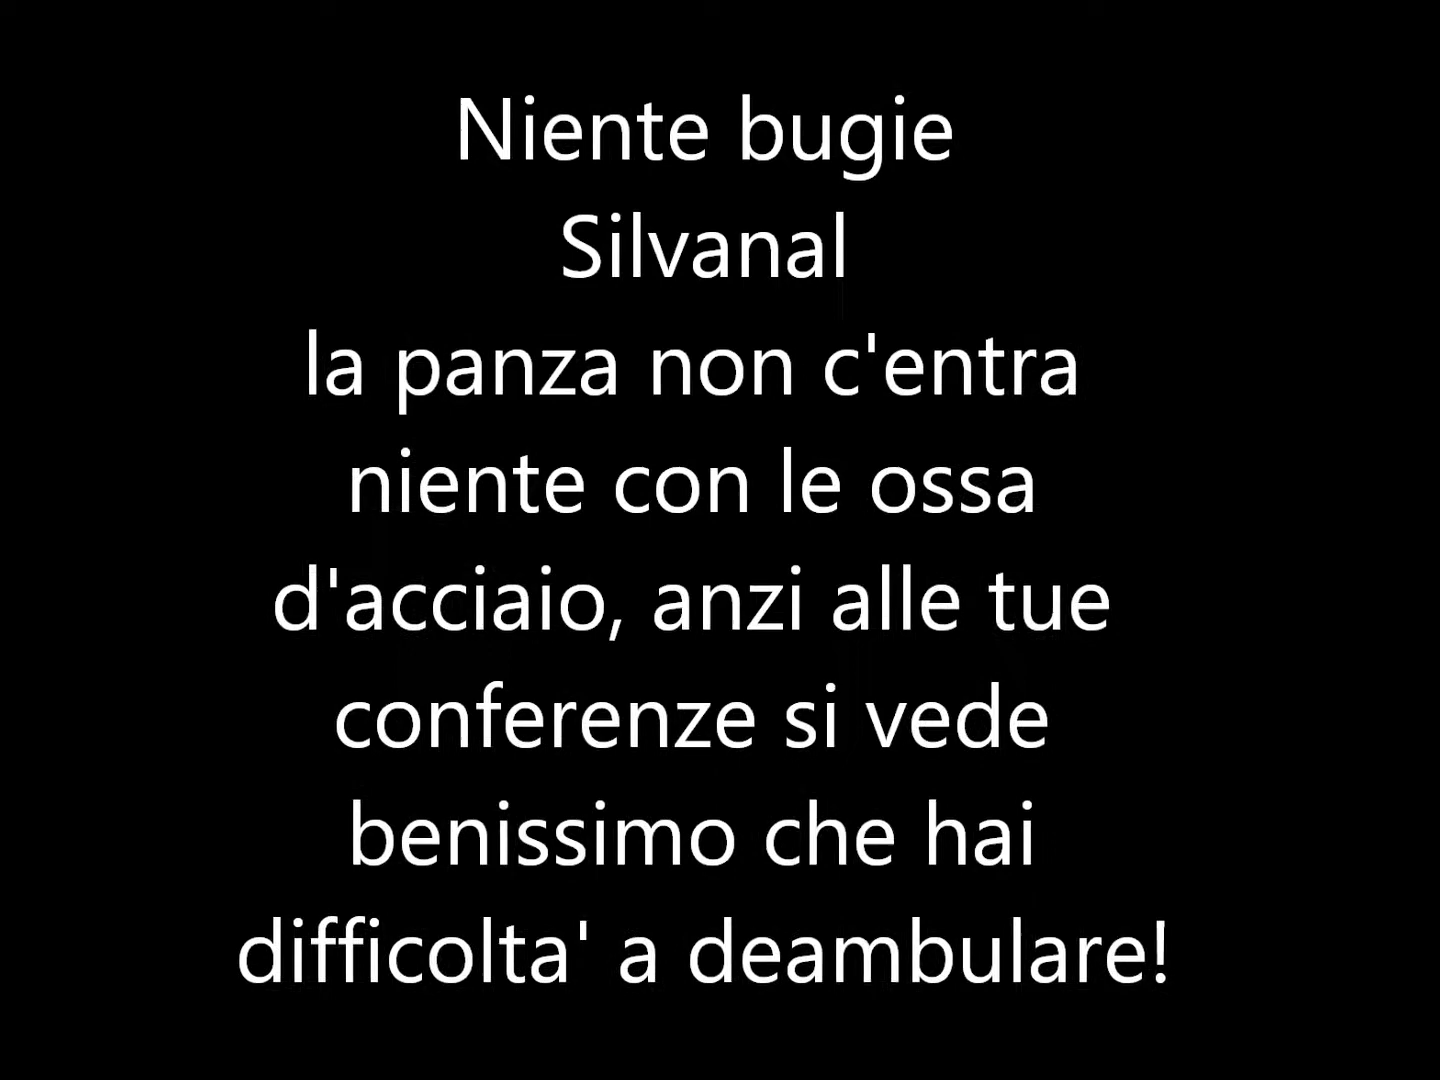 Niente bugie
Silvanal
la panza non c'entra
niente con le ossa
d'acciaio, anzi alle tue
conferenze si vede
benissimo che hai
difficolta' a deambulare!